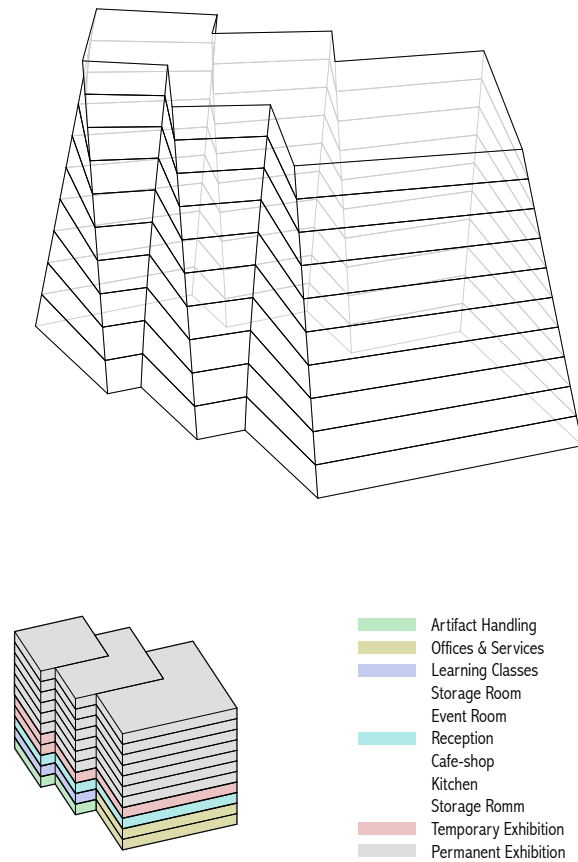 Artifact Handling
Offices & Services
Learning Classes
Storage Room
Event Room
Reception
Cafe-shop
Kitchen
Storage Romm
Temporary Exhibition
Permanent Exhibition